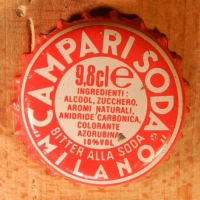 "CAMPARI SODA"
9,8cl e
INGREDIENTI:
ALCOOL, ZUCCHERO,
AROMI NATURALI,
ANIDRIDE CARBONICA,
COLORANTE
AZORUBINA
10%VOL
BITTER ALLA SODA
MILANO